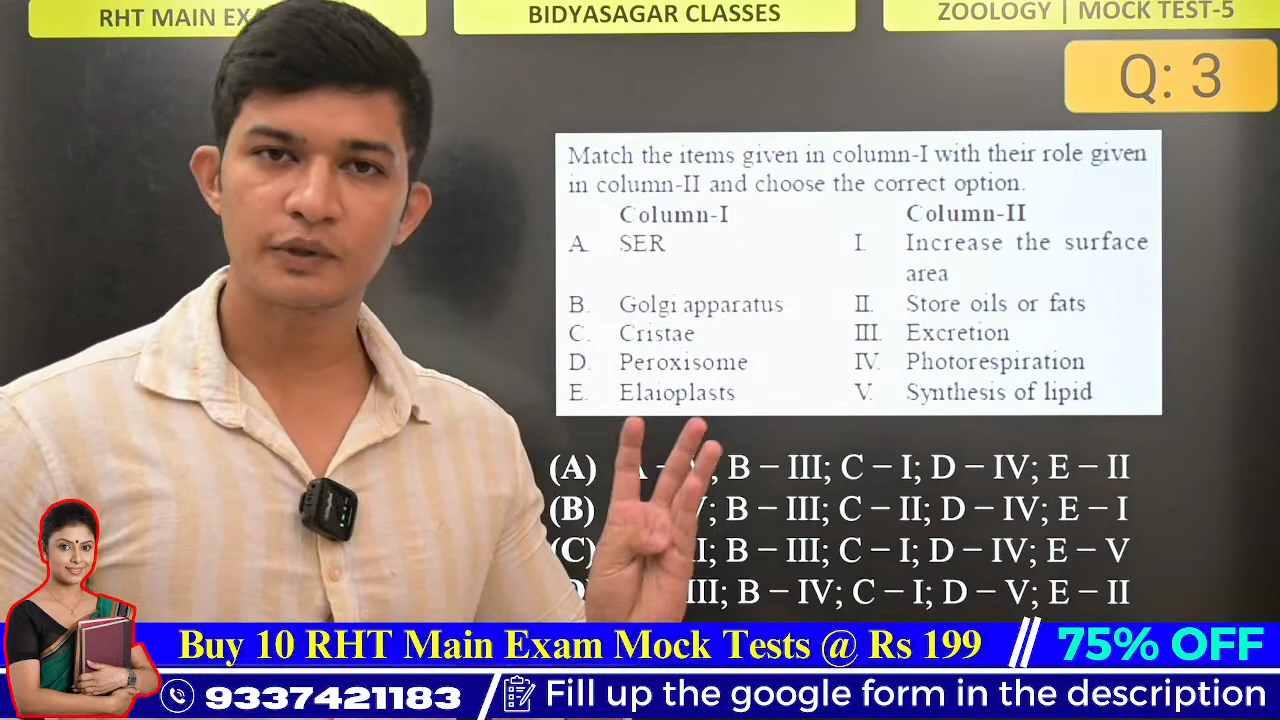 RHT MAIN EXA
BIDYASAGAR CLASSES
ZOOLOGY | MOCK TEST-5
Q: 3
Match the items given in column-I with their role given
in column-II and choose the correct option.
Column-I Column-II
A. SER I. Increase the surface
area
B. Golgi apparatus II. Store oils or fats
C. Cristae III. Excretion
D. Peroxisome IV. Photorespiration
E. Elaioplasts V. Synthesis of lipid
(A) B – III; C – I; D – IV; E – II
(B) B – III; C – II; D – IV; E – I
(C) B – III; C – I; D – IV; E – V
III; B – IV; C – I; D – V; E – II
Buy 10 RHT Main Exam Mock Tests @ Rs 199 // 75% OFF
9337421183 / Fill up the google form in the description